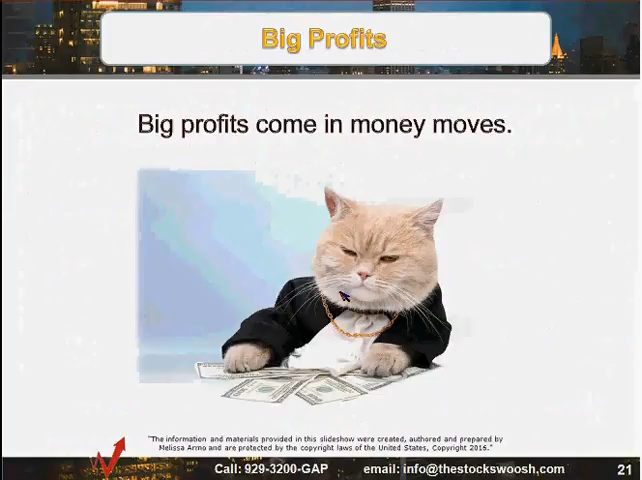 Big Profits
Big profits come in money moves.
"The information and materials provided in this slideshow were created, authored and prepared by
Melissa Armo and are protected by the copyright laws of the United States, Copyright 2016."
Call: 929-3200-GAP email: info@thestockswoosh.com 21